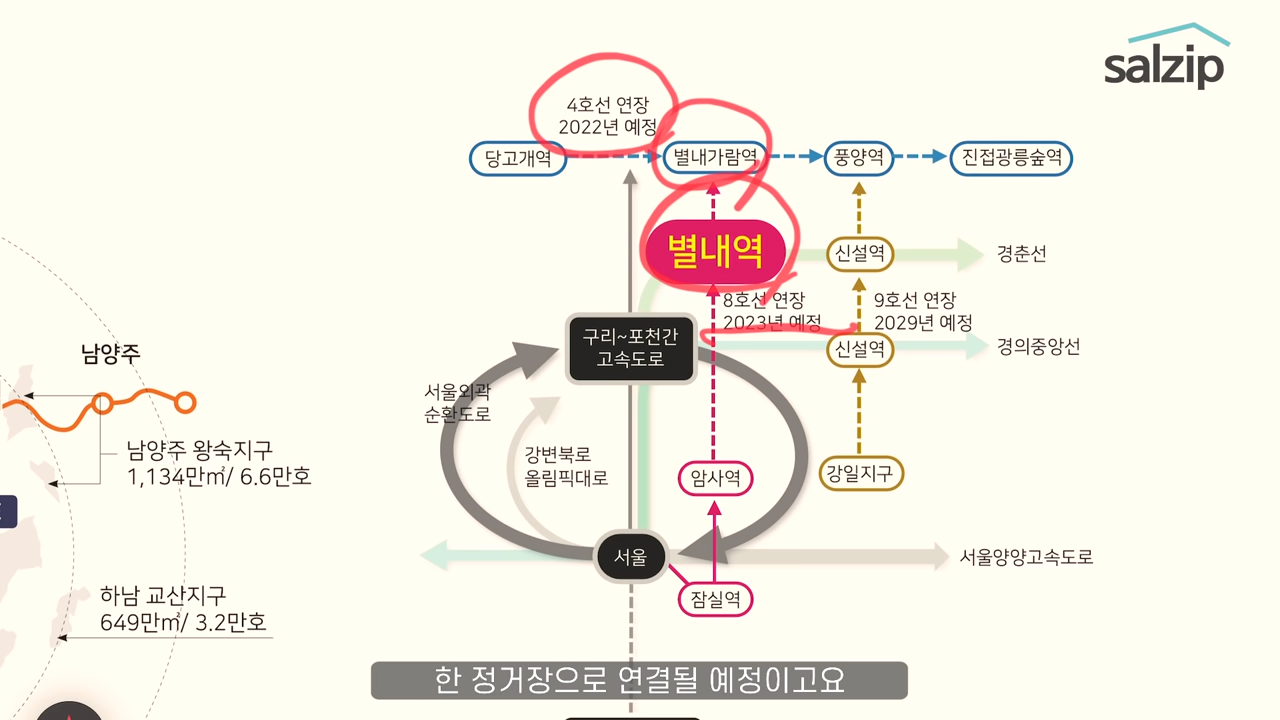 salzip
4호선 연장
2022년 예정
당고개역
별내가람역
풍양역
진접광릉숲역
별내역
신설역
경춘선
8호선 연장
2023년 예정
9호선 연장
2029년 예정
구리~포천간
고속도로
신설역
경의중앙선
남양주
서울외곽
순환도로
남양주 왕숙지구
1,134만㎡/ 6.6만호
강변북로
올림픽대로
암사역
강일지구
서울
서울양양고속도로
하남 교산지구
649만㎡/ 3.2만호
잠실역
한 정거장으로 연결될 예정이고요